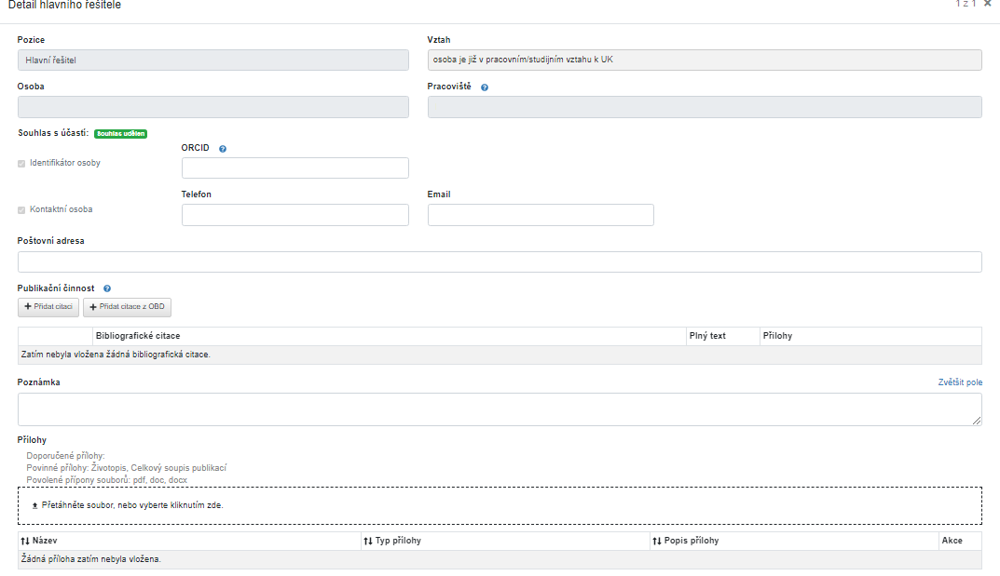 Detail hlavního řešitele
1 z 1 ×
Pozice
Vztah
Hlavní řešitel
osoba je již v pracovním/studijním vztahu k UK
Osoba
Pracoviště
Souhlas s účastí: Souhlas udělen
ORCID
Identifikátor osoby
Telefon
Email
Kontaktní osoba
Poštovní adresa
Publikační činnost
+ Přidat citaci
+ Přidat citace z OBD
Bibliografické citace
Plný text
Přílohy
Zatím nebyla vložena žádná bibliografická citace.
Poznámka
Zvětšit pole
Přílohy
Doporučené přílohy:
Povinné přílohy: Životopis, Celkový soupis publikací
Povolené přípony souborů: pdf, doc, docx
Přetáhněte soubor, nebo vyberte kliknutím zde.
Název
Typ přílohy
Popis přílohy
Akce
Žádná příloha zatím nebyla vložena.